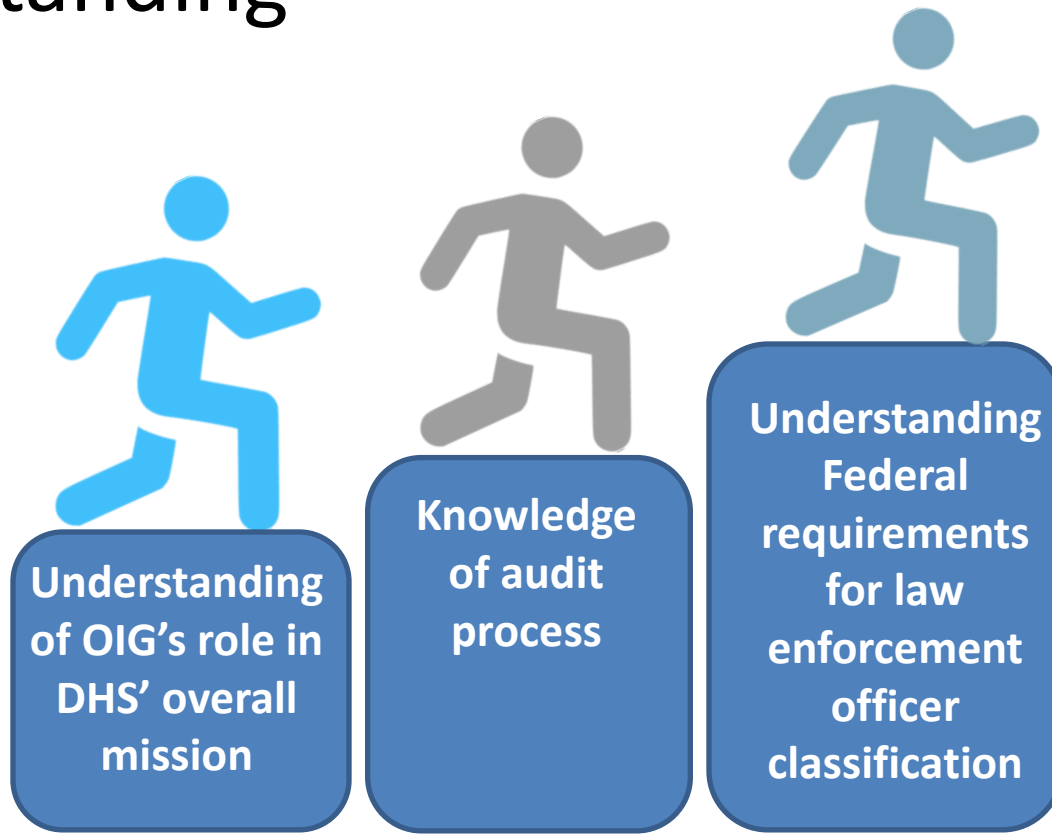 tanding
Understanding
of OIG’s role in
DHS’ overall
mission
Knowledge
of audit
process
Understanding
Federal
requirements
for law
enforcement
officer
classification